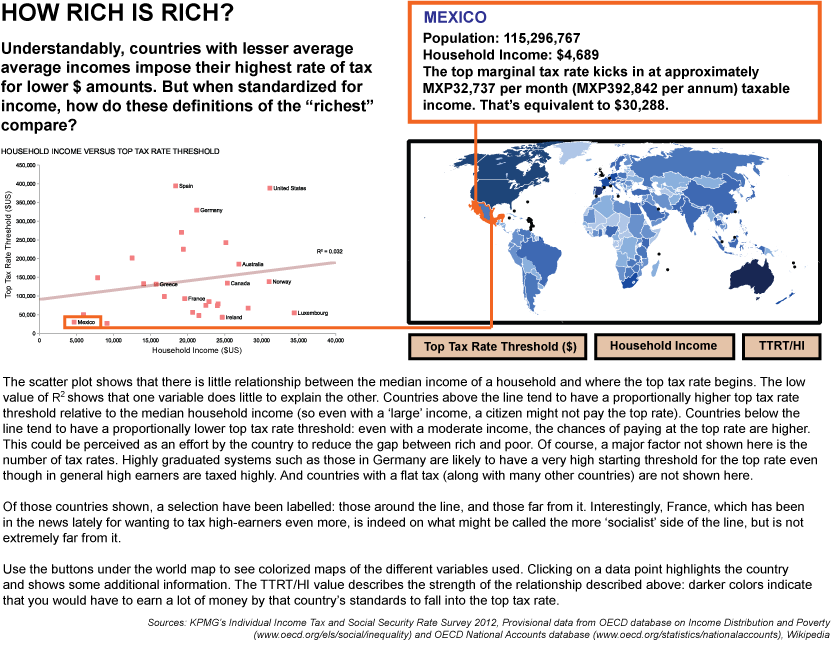 HOW RICH IS RICH?
Understandably, countries with lesser average
average incomes impose their highest rate of tax
for lower $ amounts. But when standardized for
income, how do these definitions of the “richest”
compare?
MEXICO
Population: 115,296,767
Household Income: $4,689
The top marginal tax rate kicks in at approximately
MXP32,737 per month (MXP392,842 per annum) taxable
income. That’s equivalent to $30,288.
HOUSEHOLD INCOME VERSUS TOP TAX RATE THRESHOLD
Top Tax Rate Threshold ($US)
450,000
400,000
350,000
300,000
250,000
200,000
150,000
100,000
50,000
0
Spain
United States
Germany
R² = 0.032
Australia
Greece
Canada
Norway
France
Mexico
Ireland
Luxembourg
0 5,000 10,000 15,000 20,000 25,000 30,000 35,000 40,000
Household Income ($US)
Top Tax Rate Threshold ($)
Household Income
TTRT/HI
The scatter plot shows that there is little relationship between the median income of a household and where the top tax rate begins. The low
value of R² shows that one variable does little to explain the other. Countries above the line tend to have a proportionally higher top tax rate
threshold relative to the median household income (so even with a ‘large’ income, a citizen might not pay the top rate). Countries below the
line tend to have a proportionally lower top tax rate threshold: even with a moderate income, the chances of paying at the top rate are higher.
This could be perceived as an effort by the country to reduce the gap between rich and poor. Of course, a major factor not shown here is the
number of tax rates. Highly graduated systems such as those in Germany are likely to have a very high starting threshold for the top rate even
though in general high earners are taxed highly. And countries with a flat tax (along with many other countries) are not shown here.
Of those countries shown, a selection have been labelled: those around the line, and those far from it. Interestingly, France, which has been
in the news lately for wanting to tax high-earners even more, is indeed on what might be called the more ‘socialist’ side of the line, but is not
extremely far from it.
Use the buttons under the world map to see colorized maps of the different variables used. Clicking on a data point highlights the country
and shows some additional information. The TTRT/HI value describes the strength of the relationship described above: darker colors indicate
that you would have to earn a lot of money by that country’s standards to fall into the top tax rate.
Sources: KPMG’s Individual Income Tax and Social Security Rate Survey 2012, Provisional data from OECD database on Income Distribution and Poverty
(www.oecd.org/els/social/inequality) and OECD National Accounts database (www.oecd.org/statistics/nationalaccounts), Wikipedia